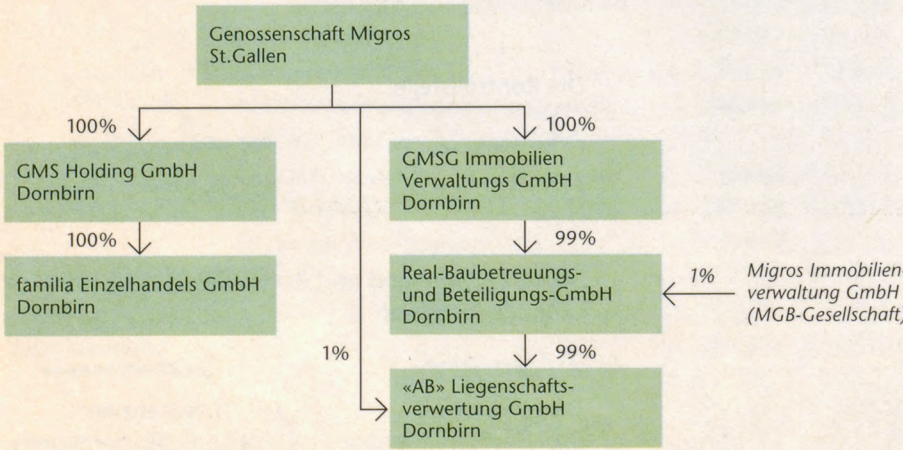 Genossenschaft Migros
St.Gallen
100%
100%
GMS Holding GmbH
Dornbirn
GMSG Immobilien
Verwaltungs GmbH
Dornbirn
100%
99%
familia Einzelhandels GmbH
Dornbirn
Real-Baubetreuungs-
und Beteiligungs-GmbH
Dornbirn
1%
Migros Immobilien-
verwaltung GmbH
(MGB-Gesellschaft)
1%
99%
«AB» Liegenschafts-
verwertung GmbH
Dornbirn